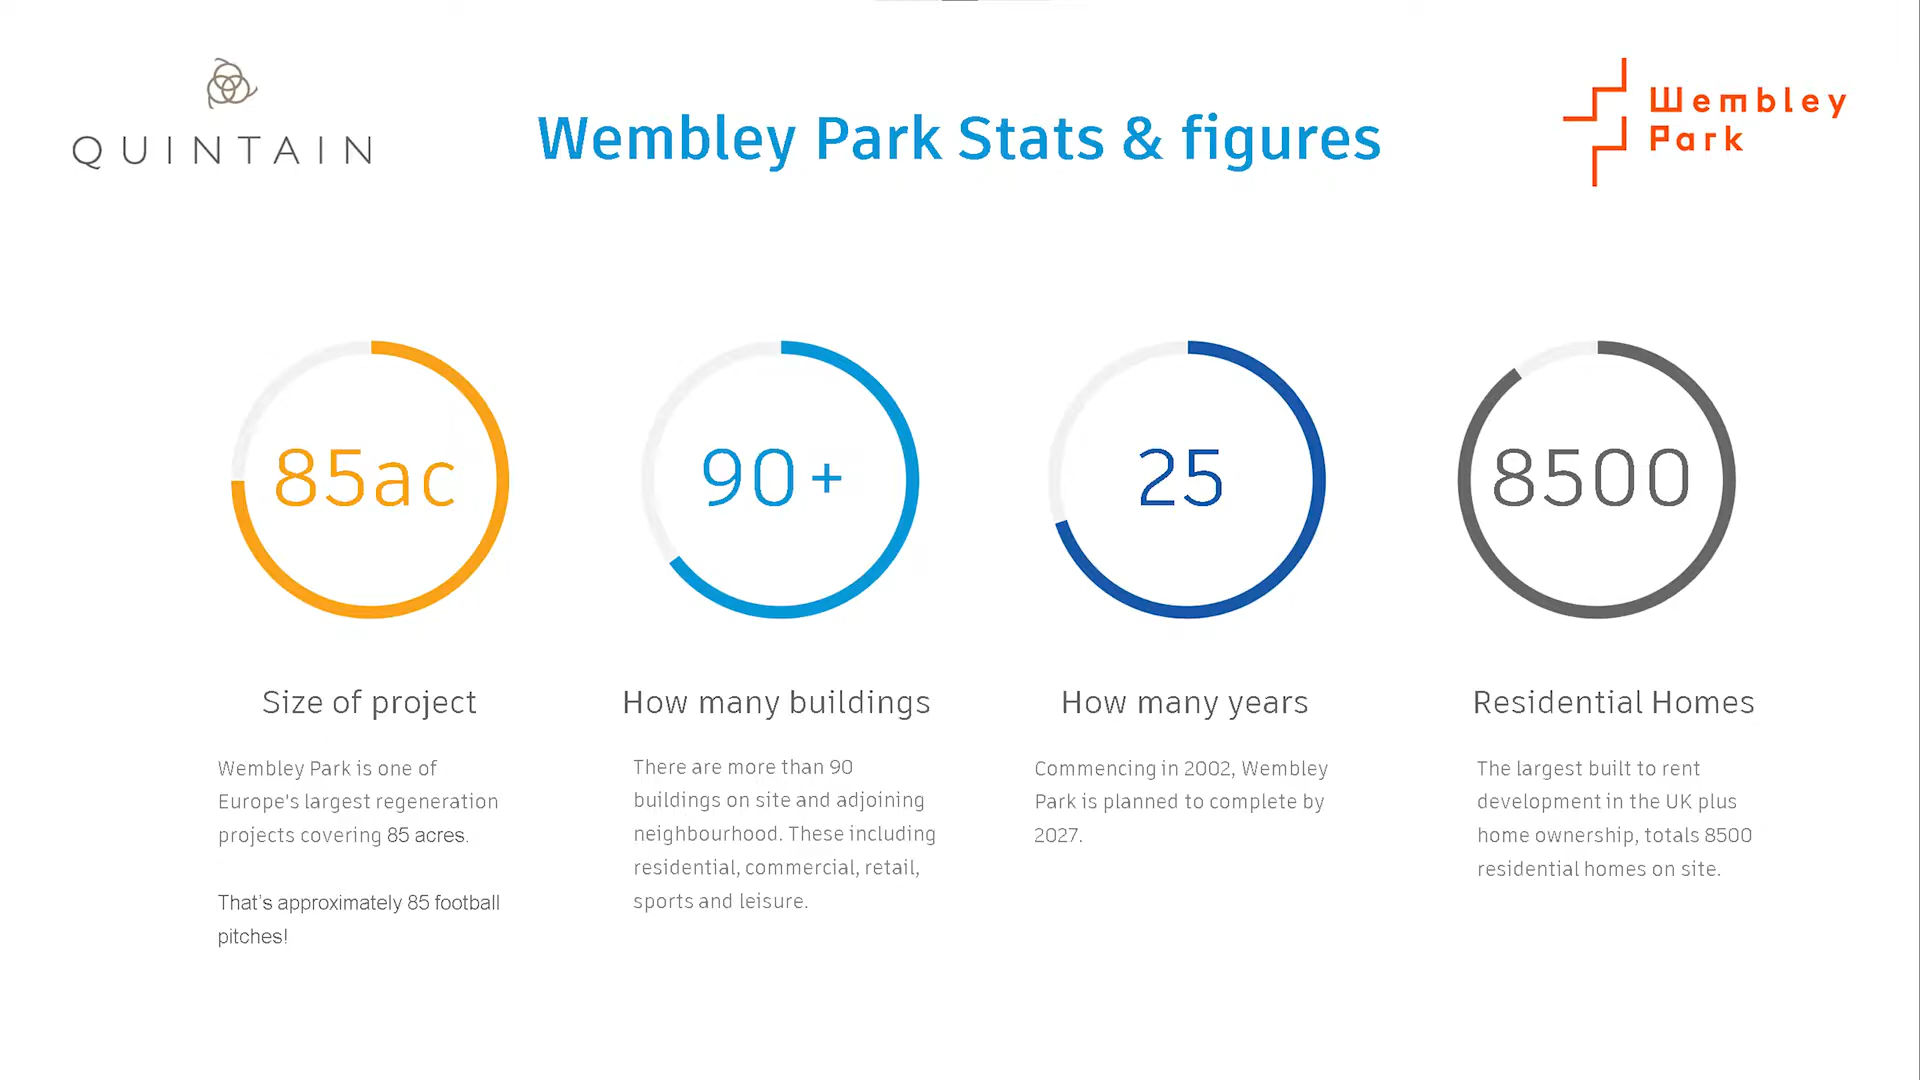 QUINTAIN
Wembley Park Stats & figures
Wembley
Park
85ac
90+
25
8500
Size of project
How many buildings
How many years
Residential Homes
Wembley Park is one of
Europe's largest regeneration
projects covering 85 acres.
That's approximately 85 football
pitches!
There are more than 90
buildings on site and adjoining
neighbourhood. These including
residential, commercial, retail,
sports and leisure.
Commencing in 2002, Wembley
Park is planned to complete by
2027.
The largest built to rent
development in the UK plus
home ownership, totals 8500
residential homes on site.